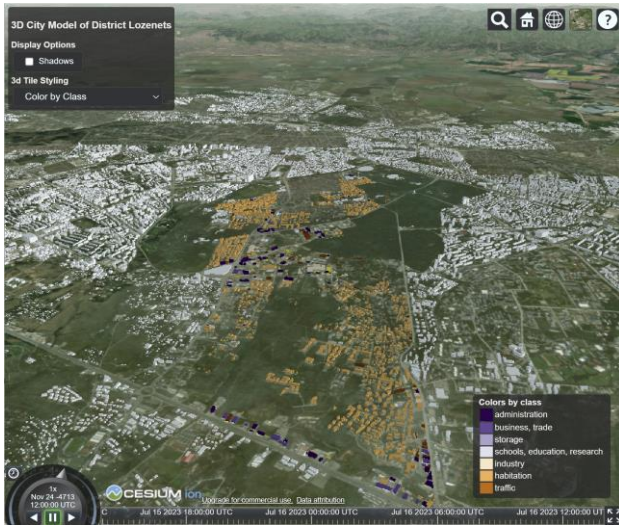 3D City Model of District Lozenets
Display Options
Shadows
3d Tile Styling
Color by Class
?
Colors by class
administration
business, trade
storage
schools, education, research
industry
habitation
traffic
1x
Nov 24 -4713
12:00:00 UTC
CESIUM ion
Upgrade for commercial use. Data attribution
C Jul 16 2023 18:00:00 UTC Jul 16 2023 00:00:00 UTC Jul 16 2023 06:00:00 UTC Jul 16 2023 12:00:00 UT